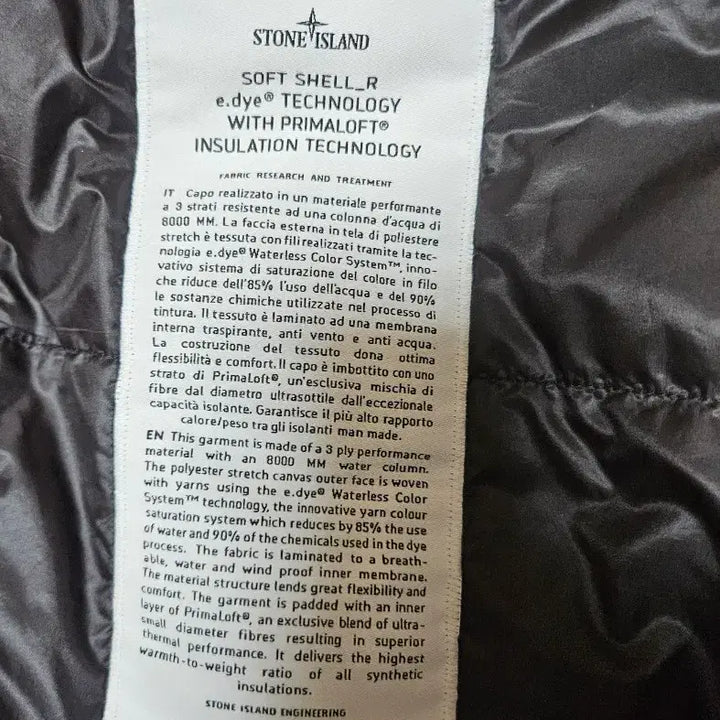 STONE ISLAND
SOFT SHELL_R
e.dye® TECHNOLOGY
WITH PRIMALOFT®
INSULATION TECHNOLOGY
FABRIC RESEARCH AND TREATMENT
IT Capo realizzato in un materiale performante
a 3 strati resistente ad una colonna d'acqua di
8000 MM. La faccia esterna in tela di poliestere
stretch è tessuta con fili realizzati tramite la tec-
nologia e.dye® Waterless Color System™, inno-
vativo sistema di saturazione del colore in filo
che riduce dell'85% l'uso dell'acqua e del 90%
le sostanze chimiche utilizzate nel processo di
tintura. Il tessuto è laminato ad una membrana
interna traspirante, anti vento e anti acqua.
La costruzione del tessuto dona ottima
flessibilità e comfort. Il capo è imbottito con uno
strato di PrimaLoft®, un'esclusiva mischia di
fibre dal diametro ultrasottile dall'eccezionale
capacità isolante. Garantisce il più alto rapporto
calore/peso tra gli isolanti man made.
EN This garment is made of a 3 ply performance
material with an 8000 MM water column.
The polyester stretch canvas outer face is woven
with yarns using the e.dye® Waterless Color
System™ technology, the innovative yarn colour
saturation system which reduces by 85% the use
of water and 90% of the chemicals used in the dye
process. The fabric is laminated to a breath-
able, water and wind proof inner membrane.
The material structure lends great flexibility and
comfort. The garment is padded with an inner
layer of PrimaLoft®, an exclusive blend of ultra-
small diameter fibres resulting in superior
thermal performance. It delivers the highest
warmth-to-weight ratio of all synthetic
insulations.
STONE ISLAND ENGINEERING